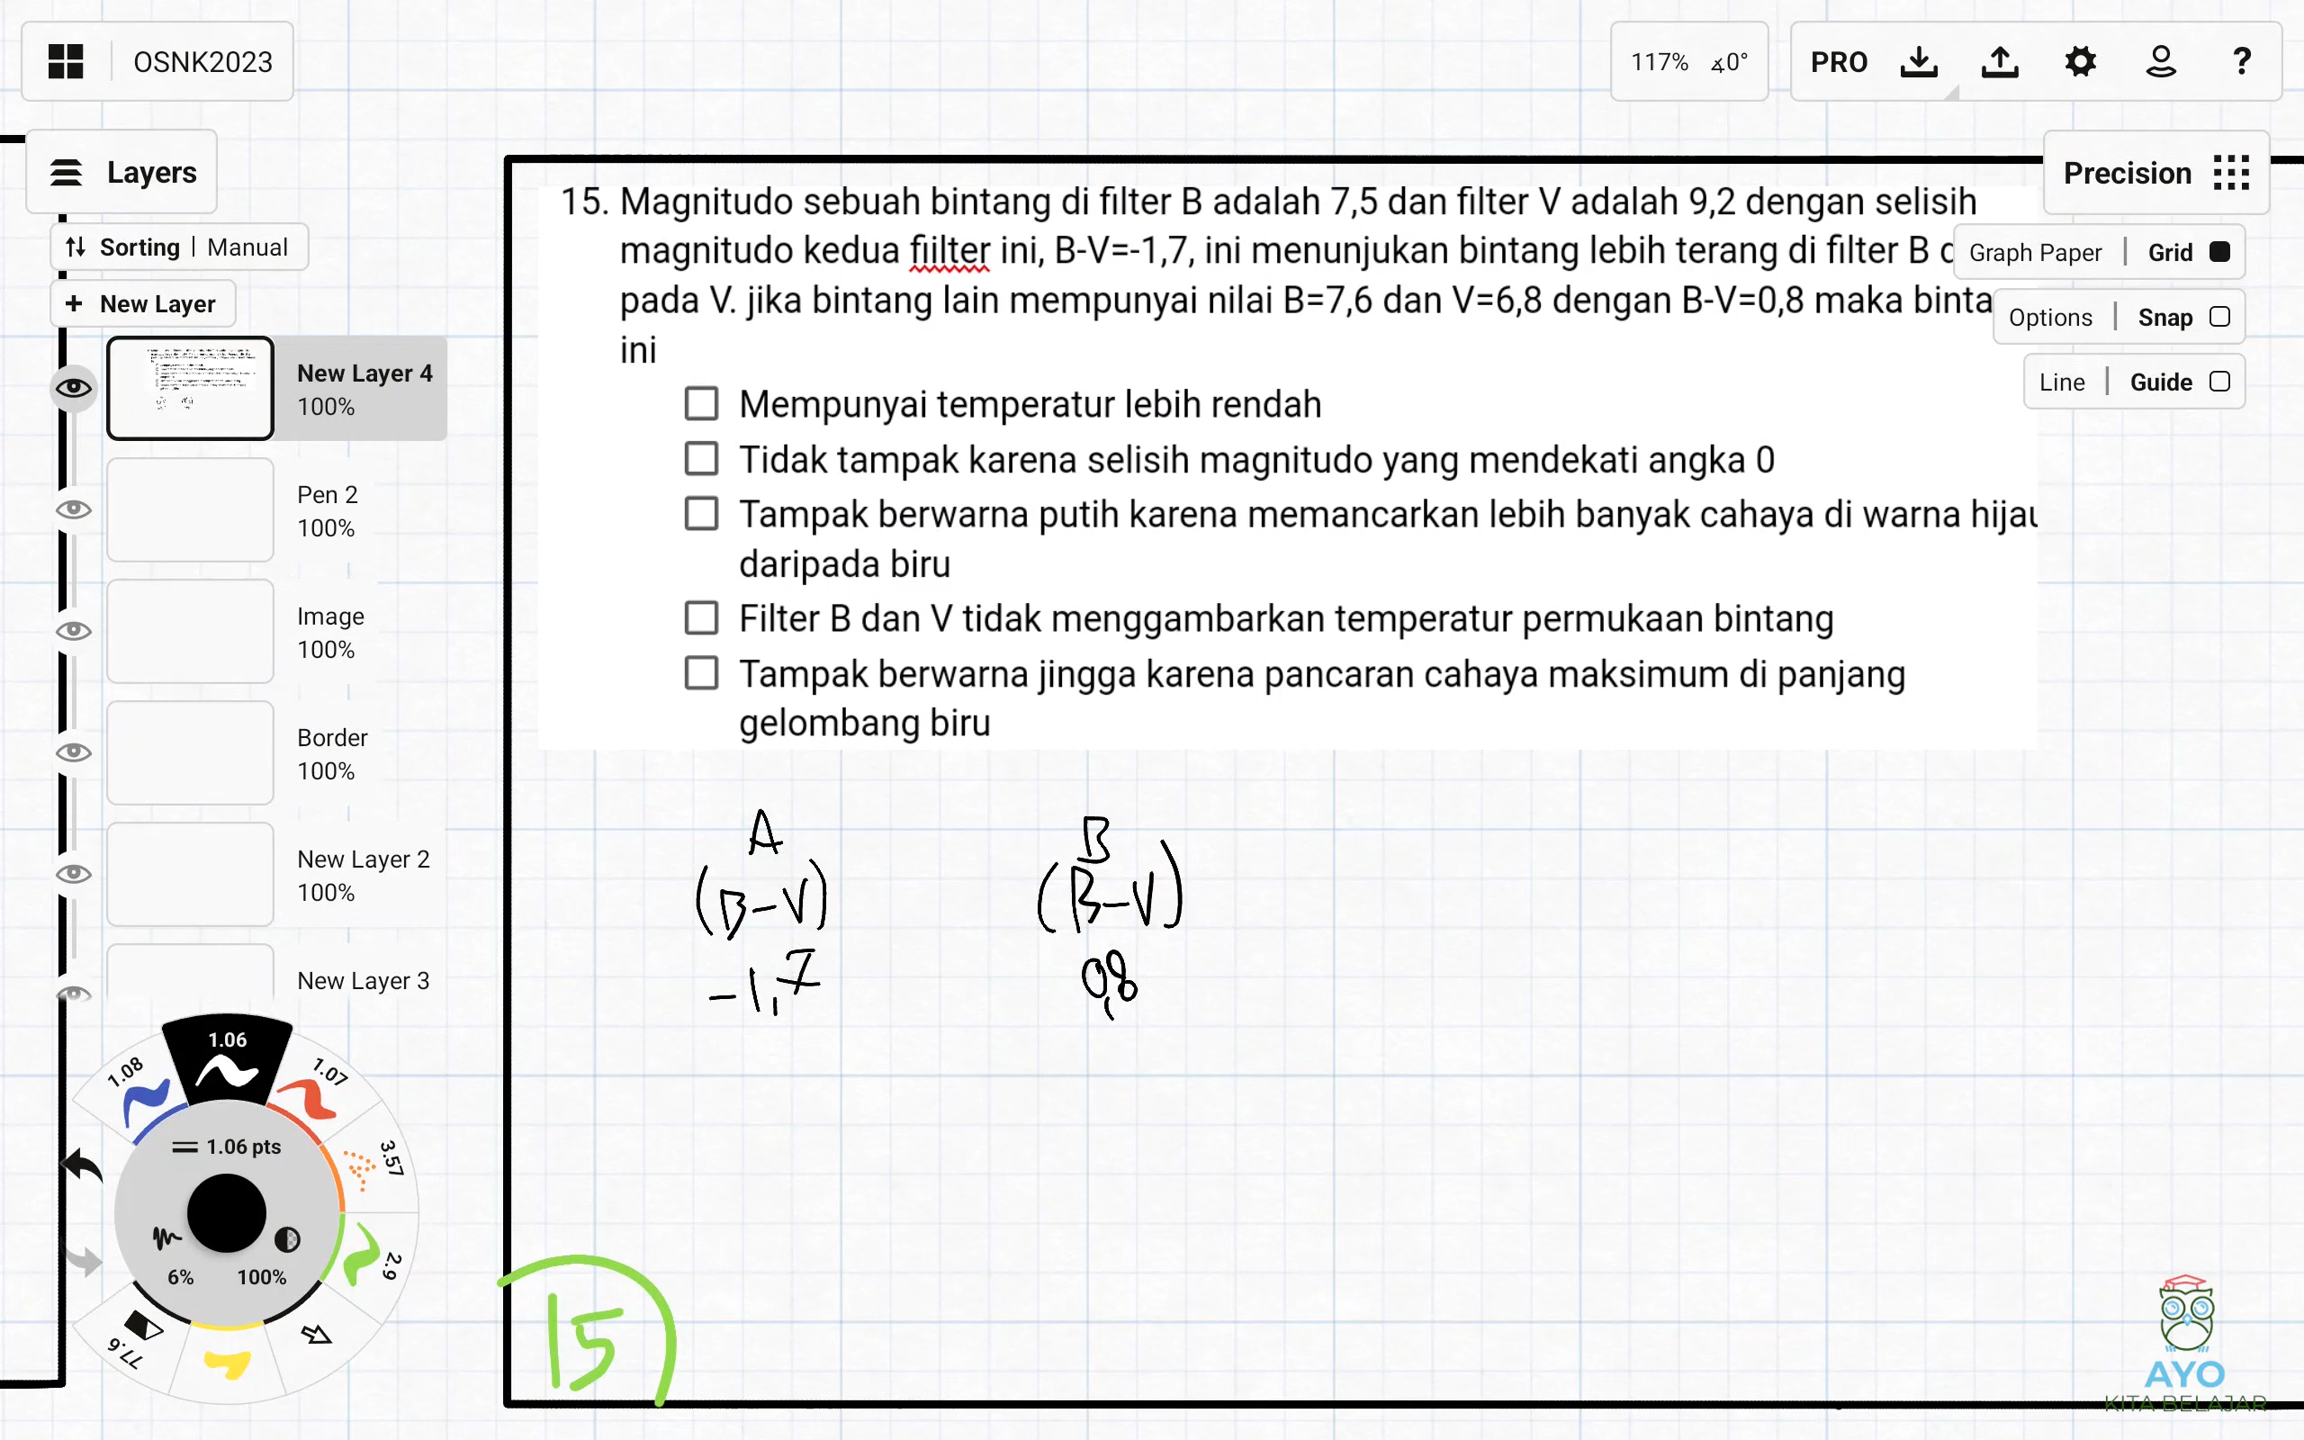 OSNK2023
117% ∡0°
PRO
?
Layers
Precision
Sorting | Manual
Graph Paper | Grid
+ New Layer
Options | Snap
Line | Guide
New Layer 4
100%
Pen 2
100%
Image
100%
Border
100%
New Layer 2
100%
New Layer 3
15. Magnitudo sebuah bintang di filter B adalah 7,5 dan filter V adalah 9,2 dengan selisih
magnitudo kedua fiilter ini, B-V=-1,7, ini menunjukan bintang lebih terang di filter B
pada V. jika bintang lain mempunyai nilai B=7,6 dan V=6,8 dengan B-V=0,8 maka
ini
Mempunyai temperatur lebih rendah
Tidak tampak karena selisih magnitudo yang mendekati angka 0
Tampak berwarna putih karena memancarkan lebih banyak cahaya di warna
daripada biru
Filter B dan V tidak menggambarkan temperatur permukaan bintang
Tampak berwarna jingga karena pancaran cahaya maksimum di panjang
gelombang biru
A B
(B-V) (B-V)
-1,7 0,8
15
1.08
1.06
1.07
3.57
2.9
77.6
1.06 pts
6% 100%
AYO
KITA BELAJAR